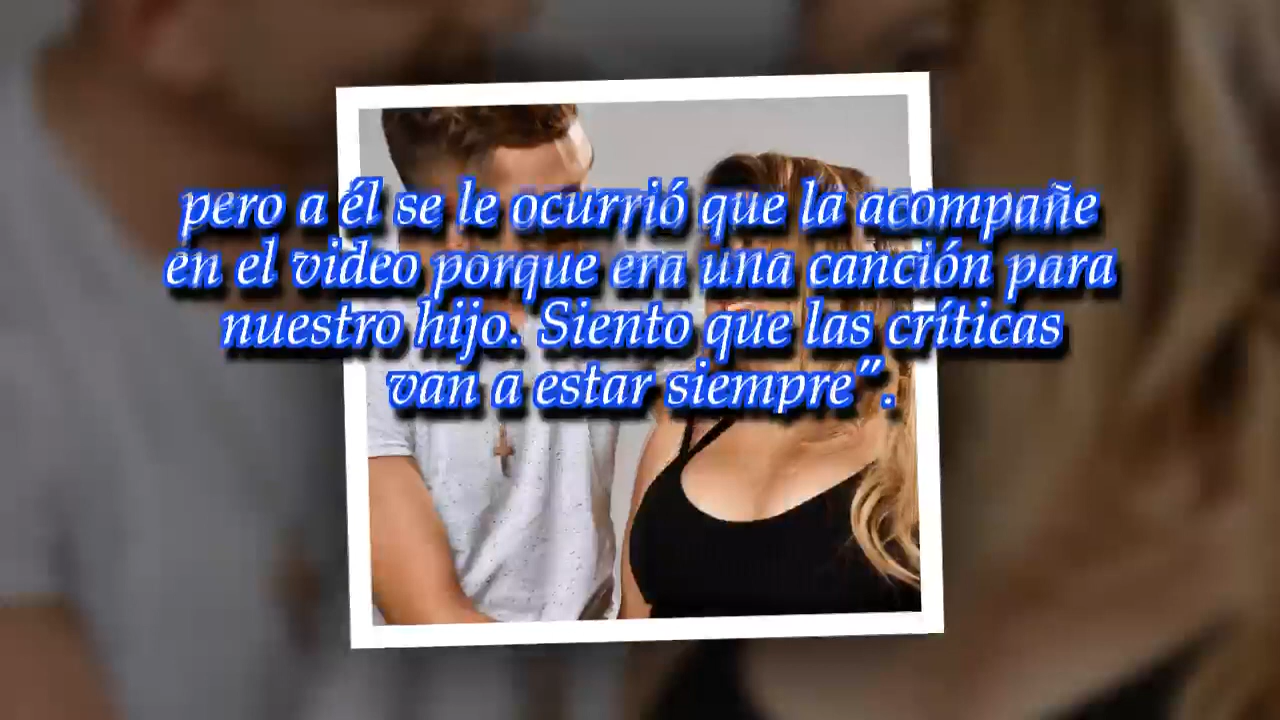 pero a él se le ocurrió que la acompañe
en el video porque era una canción para
nuestro hijo. Siento que las críticas
van a estar siempre”.